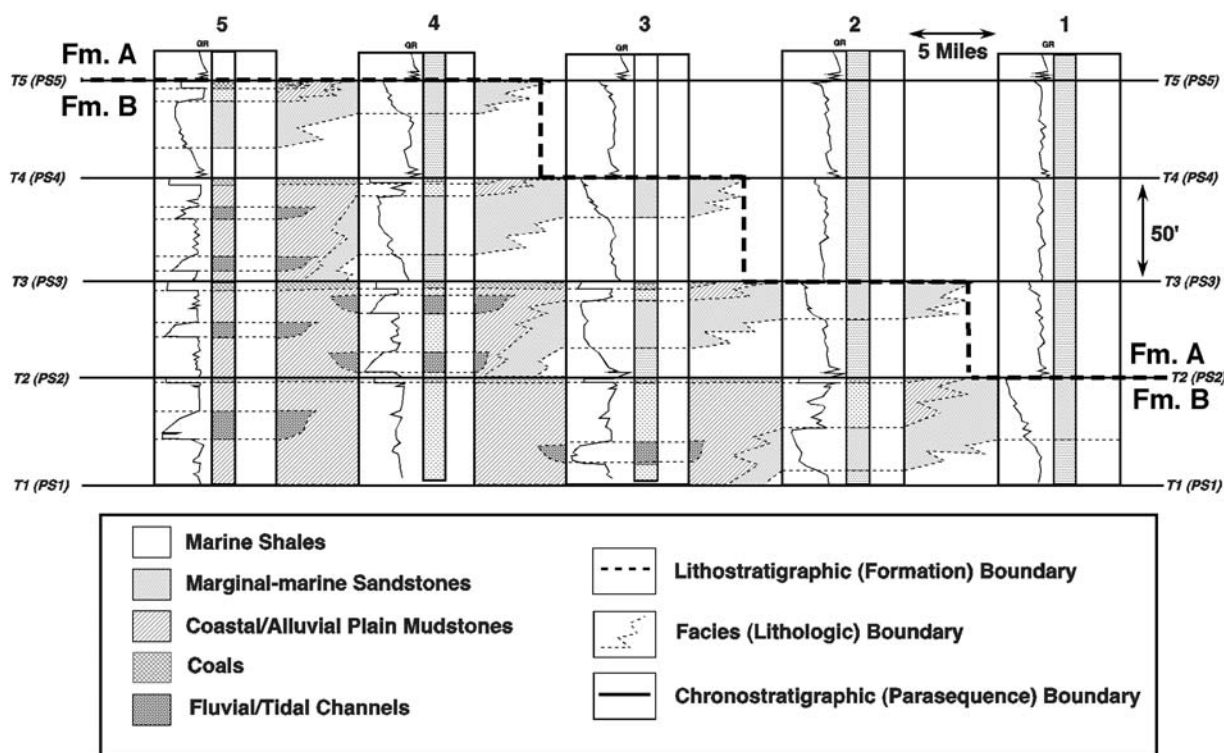 5 4 3 2 1
GR GR GR GR GR
5 Miles
Fm. A
T5 (PS5) T5 (PS5)
Fm. B
T4 (PS4) T4 (PS4)
50'
T3 (PS3) T3 (PS3)
Fm. A
T2 (PS2) T2 (PS2)
Fm. B
T1 (PS1) T1 (PS1)
Marine Shales
Marginal-marine Sandstones
Coastal/Alluvial Plain Mudstones
Coals
Fluvial/Tidal Channels
Lithostratigraphic (Formation) Boundary
Facies (Lithologic) Boundary
Chronostratigraphic (Parasequence) Boundary